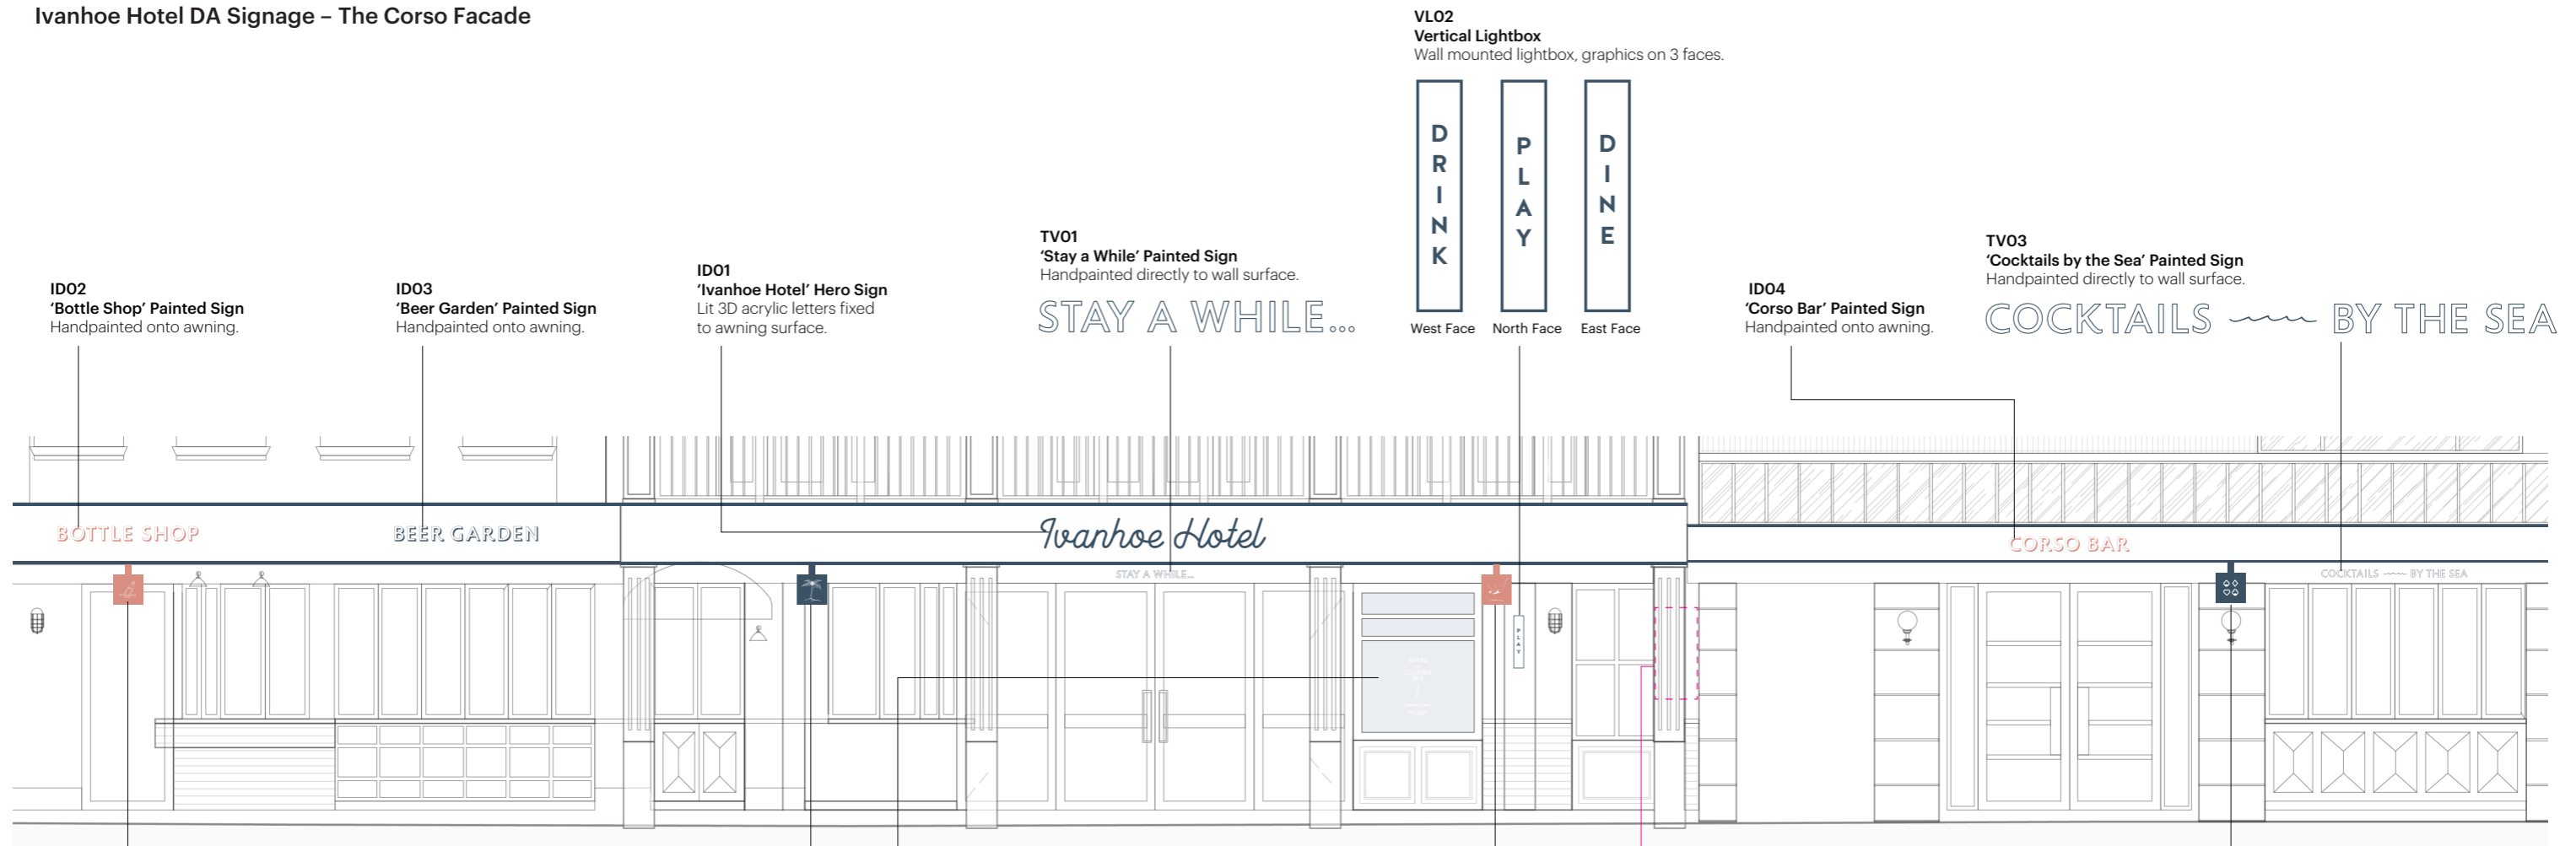 Ivanhoe Hotel DA Signage – The Corso Facade
VL02
Vertical Lightbox
Wall mounted lightbox, graphics on 3 faces.
DRINK
PLAY
DINE
West Face
North Face
East Face
ID02
‘Bottle Shop’ Painted Sign
Handpainted onto awning.
ID03
‘Beer Garden’ Painted Sign
Handpainted onto awning.
ID01
‘Ivanhoe Hotel’ Hero Sign
Lit 3D acrylic letters fixed
to awning surface.
TV01
‘Stay a While’ Painted Sign
Handpainted directly to wall surface.
STAY A WHILE...
ID04
‘Corso Bar’ Painted Sign
Handpainted onto awning.
TV03
‘Cocktails by the Sea’ Painted Sign
Handpainted directly to wall surface.
COCKTAILS BY THE SEA
BOTTLE SHOP
BEER GARDEN
Ivanhoe Hotel
CORSO BAR
STAY A WHILE...
COCKTAILS BY THE SEA
PLAY